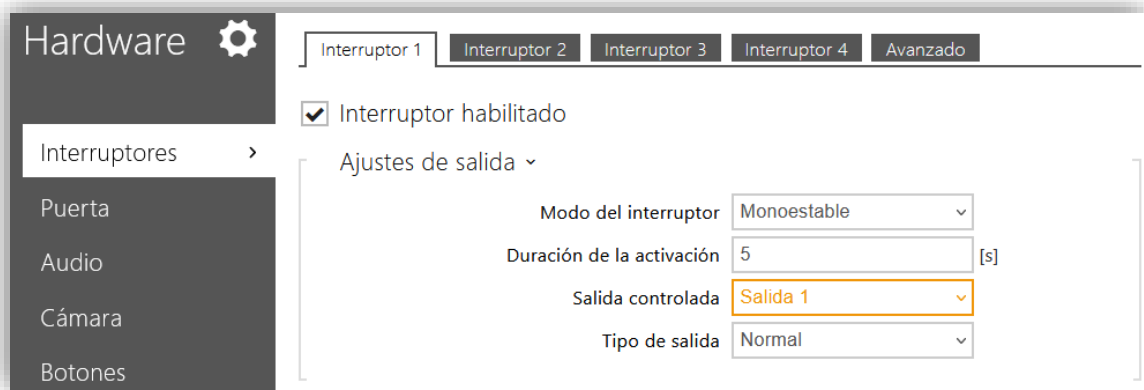 Hardware
Interruptores
Puerta
Audio
Cámara
Botones
Interruptor 1 Interruptor 2 Interruptor 3 Interruptor 4 Avanzado
Interruptor habilitado
Ajustes de salida
Modo del interruptor Monoestable
Duración de la activación 5 [s]
Salida controlada Salida 1
Tipo de salida Normal